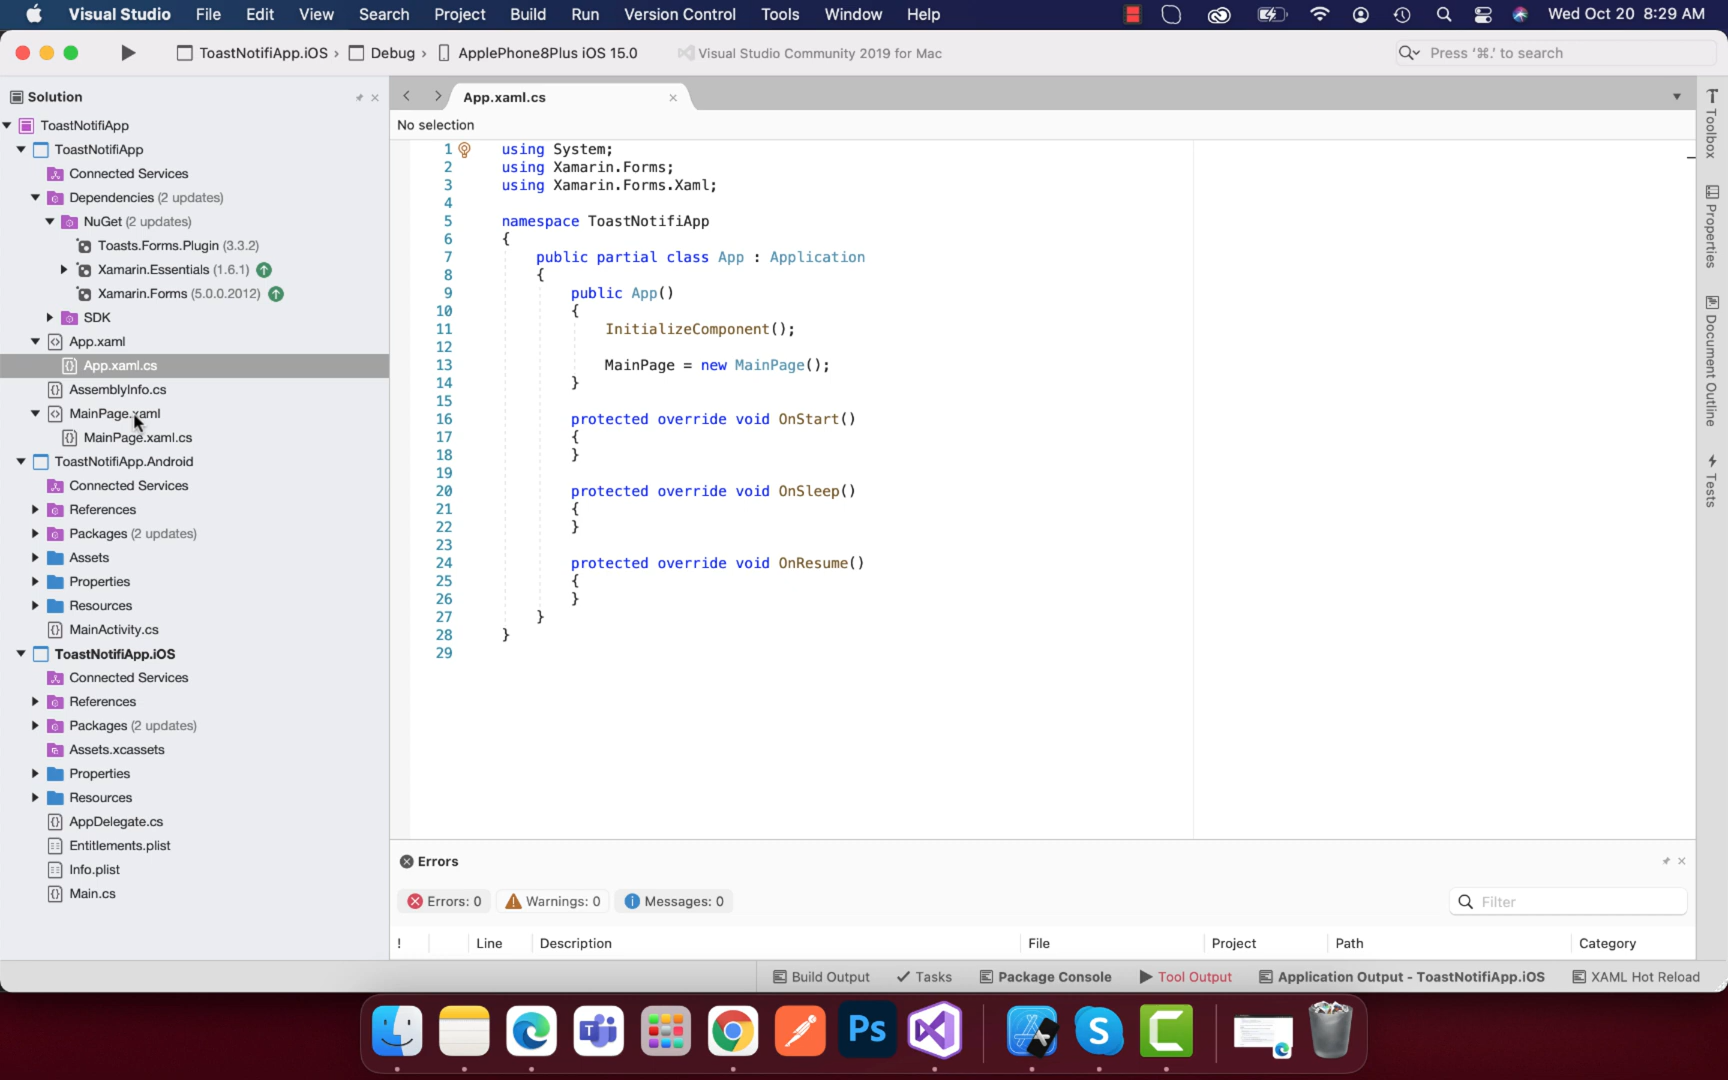 Visual Studio File Edit View Search Project Build Run Version Control Tools Window Help Wed Oct 20 8:29 AM
ToastNotifiApp.iOS › Debug › ApplePhone8Plus iOS 15.0 Visual Studio Community 2019 for Mac Press ‘⌘.’ to search
Solution
ToastNotifiApp
ToastNotifiApp
Connected Services
Dependencies (2 updates)
NuGet (2 updates)
Toasts.Forms.Plugin (3.3.2)
Xamarin.Essentials (1.6.1)
Xamarin.Forms (5.0.0.2012)
SDK
App.xaml
App.xaml.cs
AssemblyInfo.cs
MainPage.xaml
MainPage.xaml.cs
ToastNotifiApp.Android
Connected Services
References
Packages (2 updates)
Assets
Properties
Resources
MainActivity.cs
ToastNotifiApp.iOS
Connected Services
References
Packages (2 updates)
Assets.xcassets
Properties
Resources
AppDelegate.cs
Entitlements.plist
Info.plist
Main.cs
App.xaml.cs
No selection
1 using System;
2 using Xamarin.Forms;
3 using Xamarin.Forms.Xaml;
4
5 namespace ToastNotifiApp
6 {
7 public partial class App : Application
8 {
9 public App()
10 {
11 InitializeComponent();
12
13 MainPage = new MainPage();
14 }
15
16 protected override void OnStart()
17 {
18 }
19
20 protected override void OnSleep()
21 {
22 }
23
24 protected override void OnResume()
25 {
26 }
27 }
28 }
29
Toolbox
Properties
Document Outline
Tests
Errors
Errors: 0 Warnings: 0 Messages: 0 Filter
! Line Description File Project Path Category
Build Output Tasks Package Console Tool Output Application Output - ToastNotifiApp.iOS XAML Hot Reload
Ps